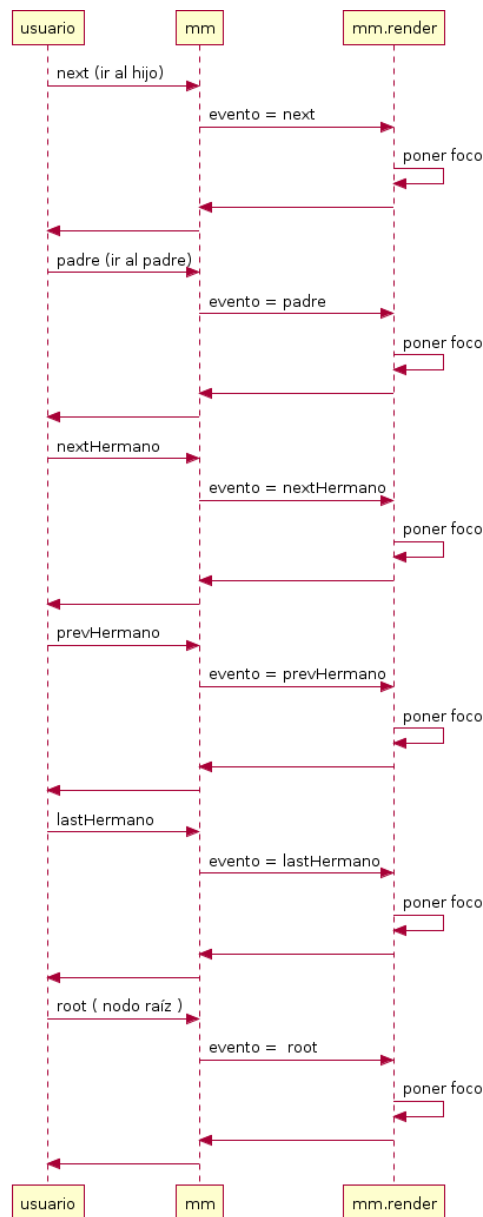 usuario mm mm.render
next (ir al hijo)
evento = next
poner foco
padre (ir al padre)
evento = padre
poner foco
nextHermano
evento = nextHermano
poner foco
prevHermano
evento = prevHermano
poner foco
lastHermano
evento = lastHermano
poner foco
root ( nodo raíz )
evento =  root
poner foco
usuario mm mm.render